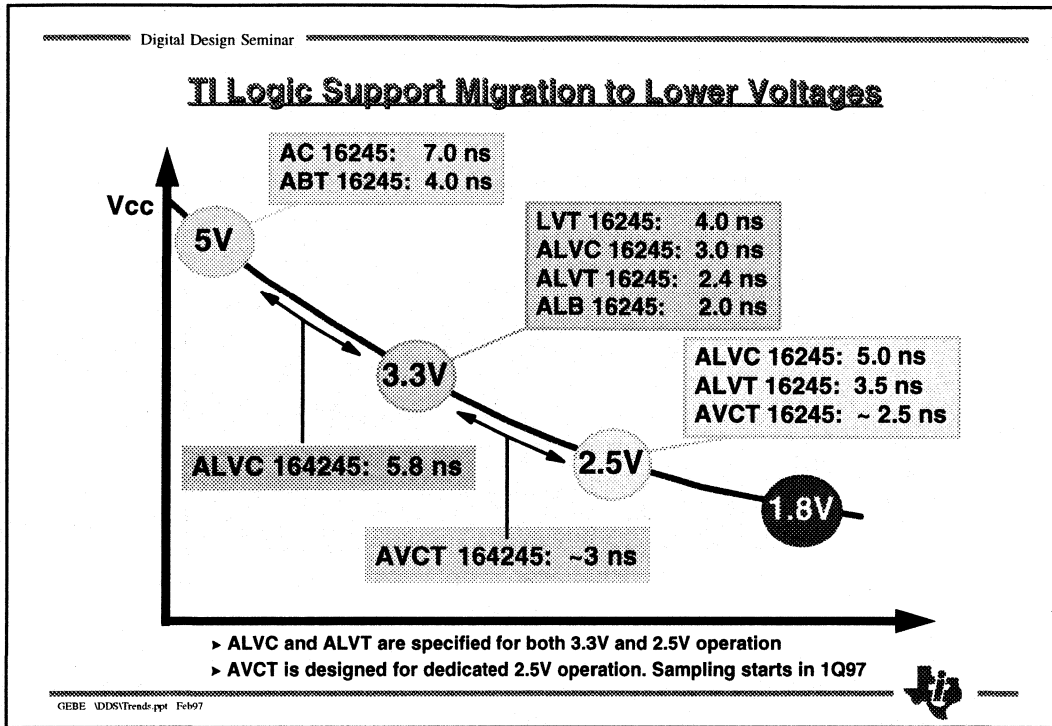 Digital Design Seminar
TI Logic Support Migration to Lower Voltages
AC 16245: 7.0 ns
ABT 16245: 4.0 ns
Vcc
5V
LVT 16245: 4.0 ns
ALVC 16245: 3.0 ns
ALVT 16245: 2.4 ns
ALB 16245: 2.0 ns
3.3V
ALVC 16245: 5.0 ns
ALVT 16245: 3.5 ns
AVCT 16245: ~ 2.5 ns
ALVC 164245: 5.8 ns
2.5V
1.8V
AVCT 164245: ~3 ns
➤ ALVC and ALVT are specified for both 3.3V and 2.5V operation
➤ AVCT is designed for dedicated 2.5V operation. Sampling starts in 1Q97
GEBE \DDS\Trends.ppt Feb97